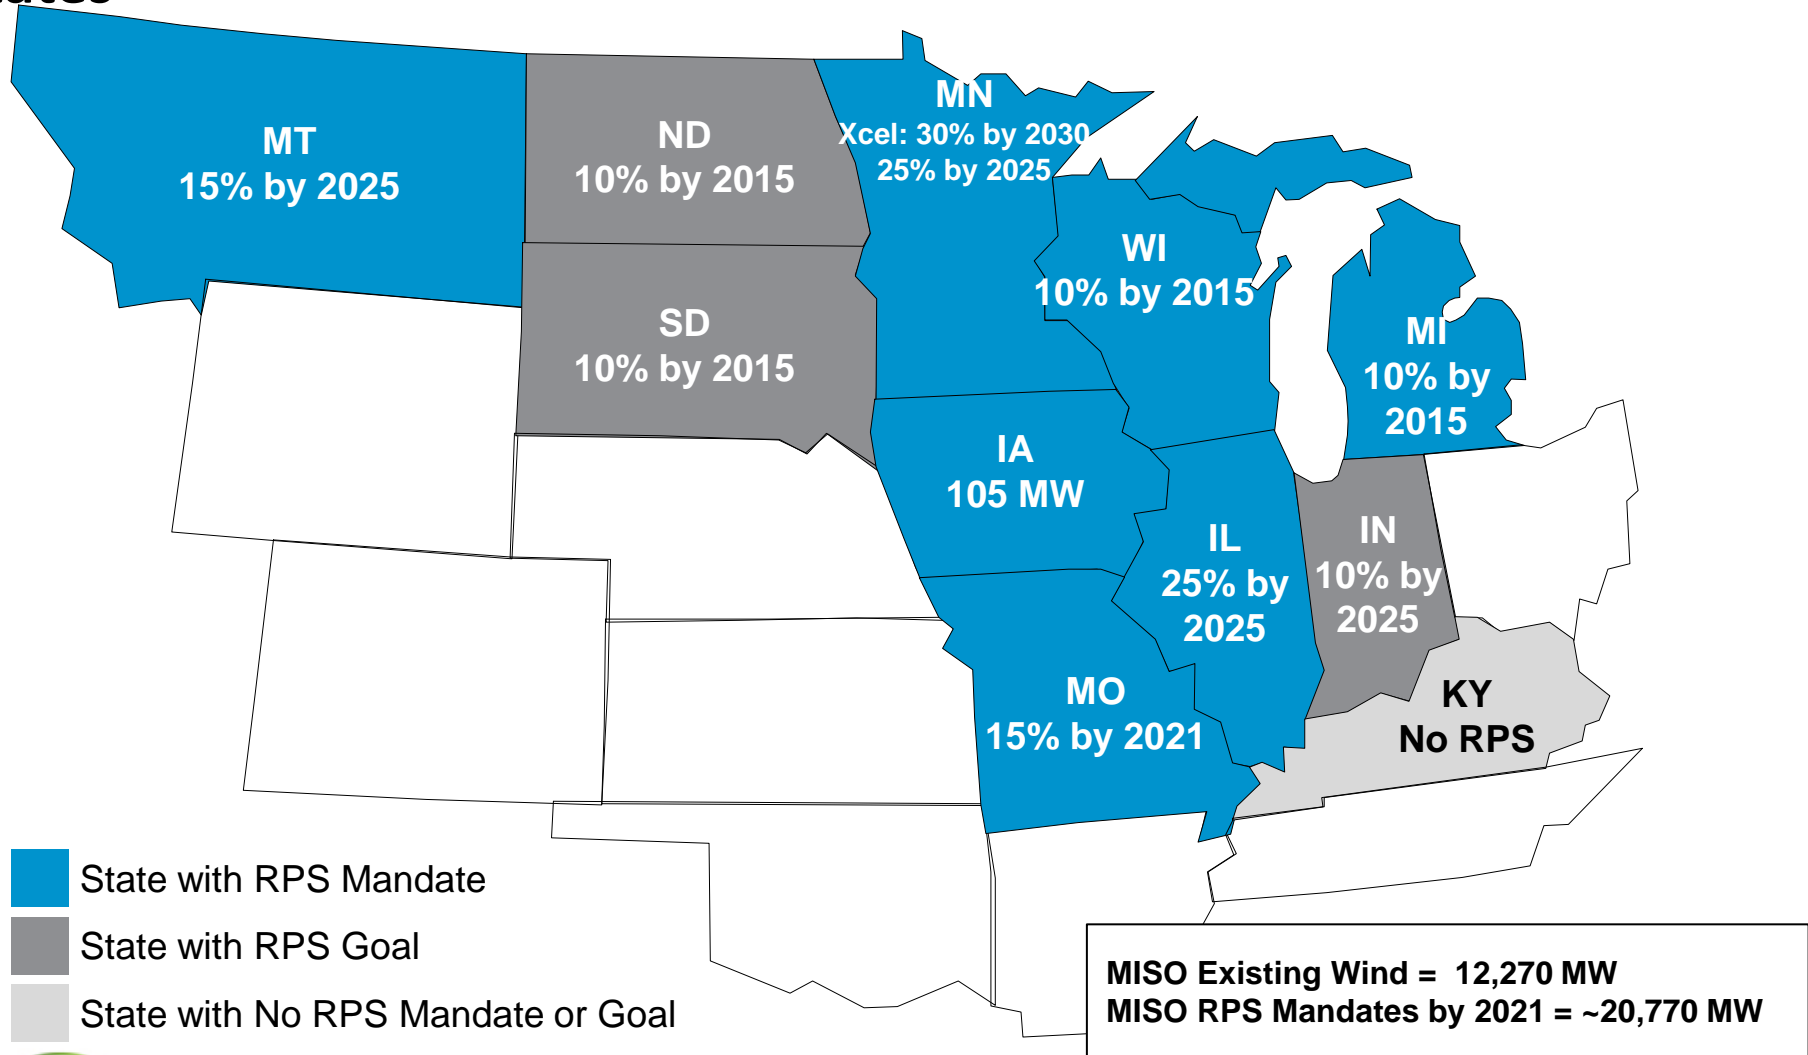 MT
15% by 2025
ND
10% by 2015
MN
Xcel: 30% by 2030
25% by 2025
SD
10% by 2015
WI
10% by 2015
MI
10% by
2015
IA
105 MW
IL
25% by
2025
IN
10% by
2025
MO
15% by 2021
KY
No RPS
State with RPS Mandate
State with RPS Goal
State with No RPS Mandate or Goal
MISO Existing Wind = 12,270 MW
MISO RPS Mandates by 2021 = ~20,770 MW